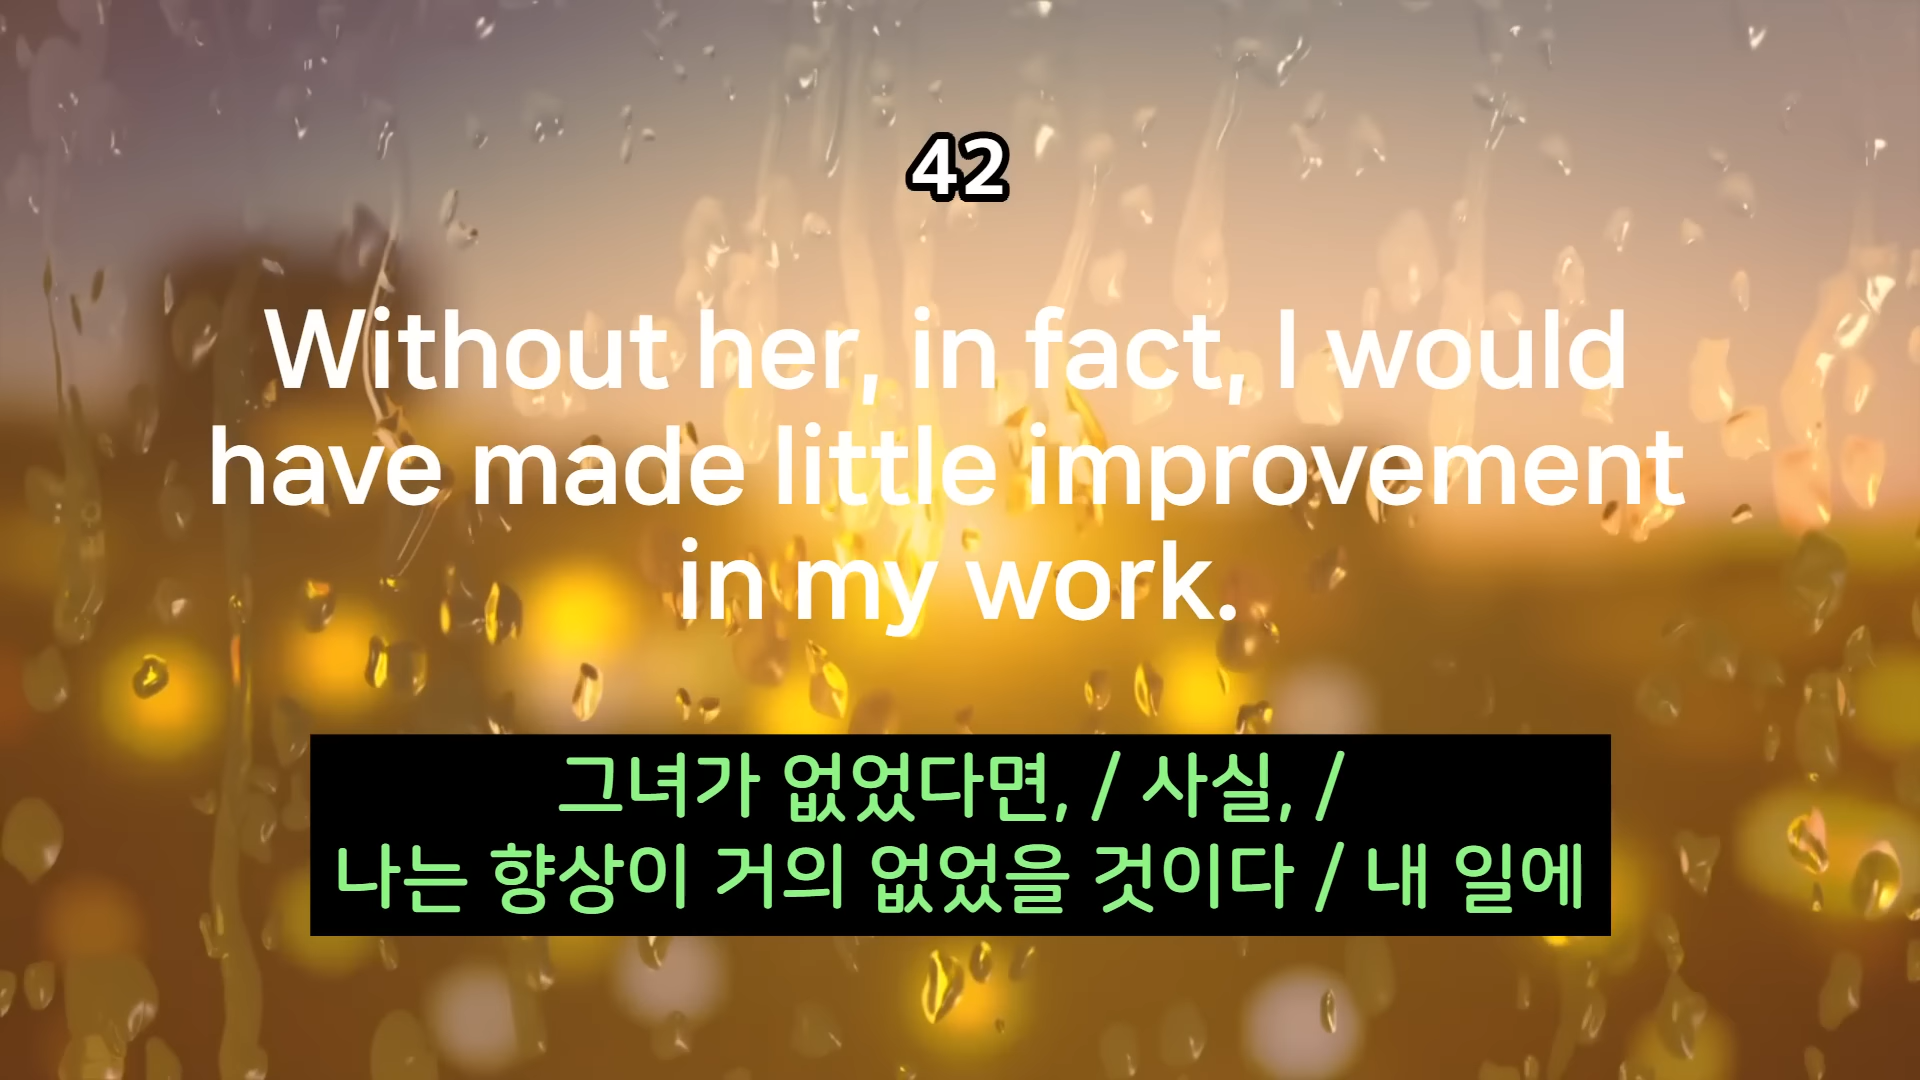 42
Without her, in fact, I would
have made little improvement
in my work.
그녀가 없었다면, / 사실, /
나는 향상이 거의 없었을 것이다 / 내 일에